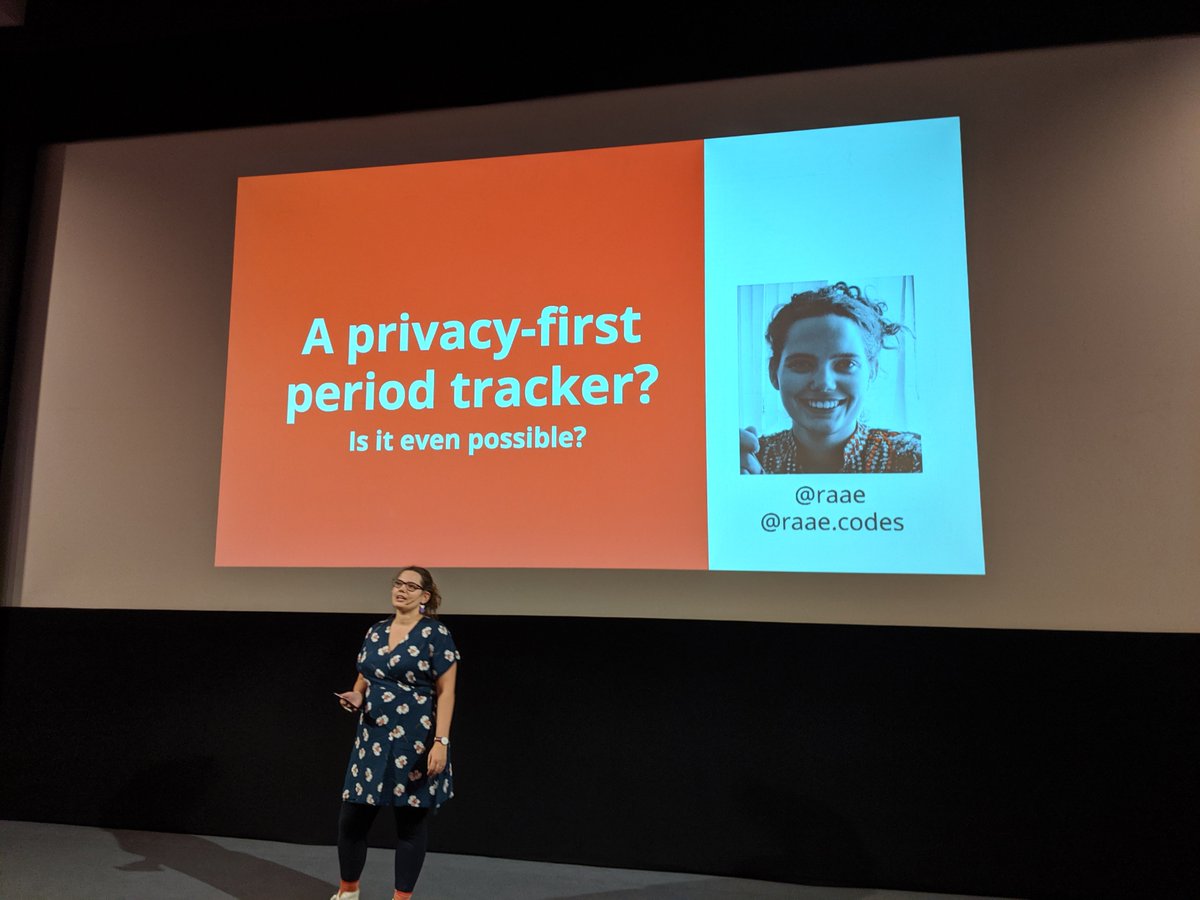 A privacy-first
period tracker?
Is it even possible?
@raae
@raae.codes